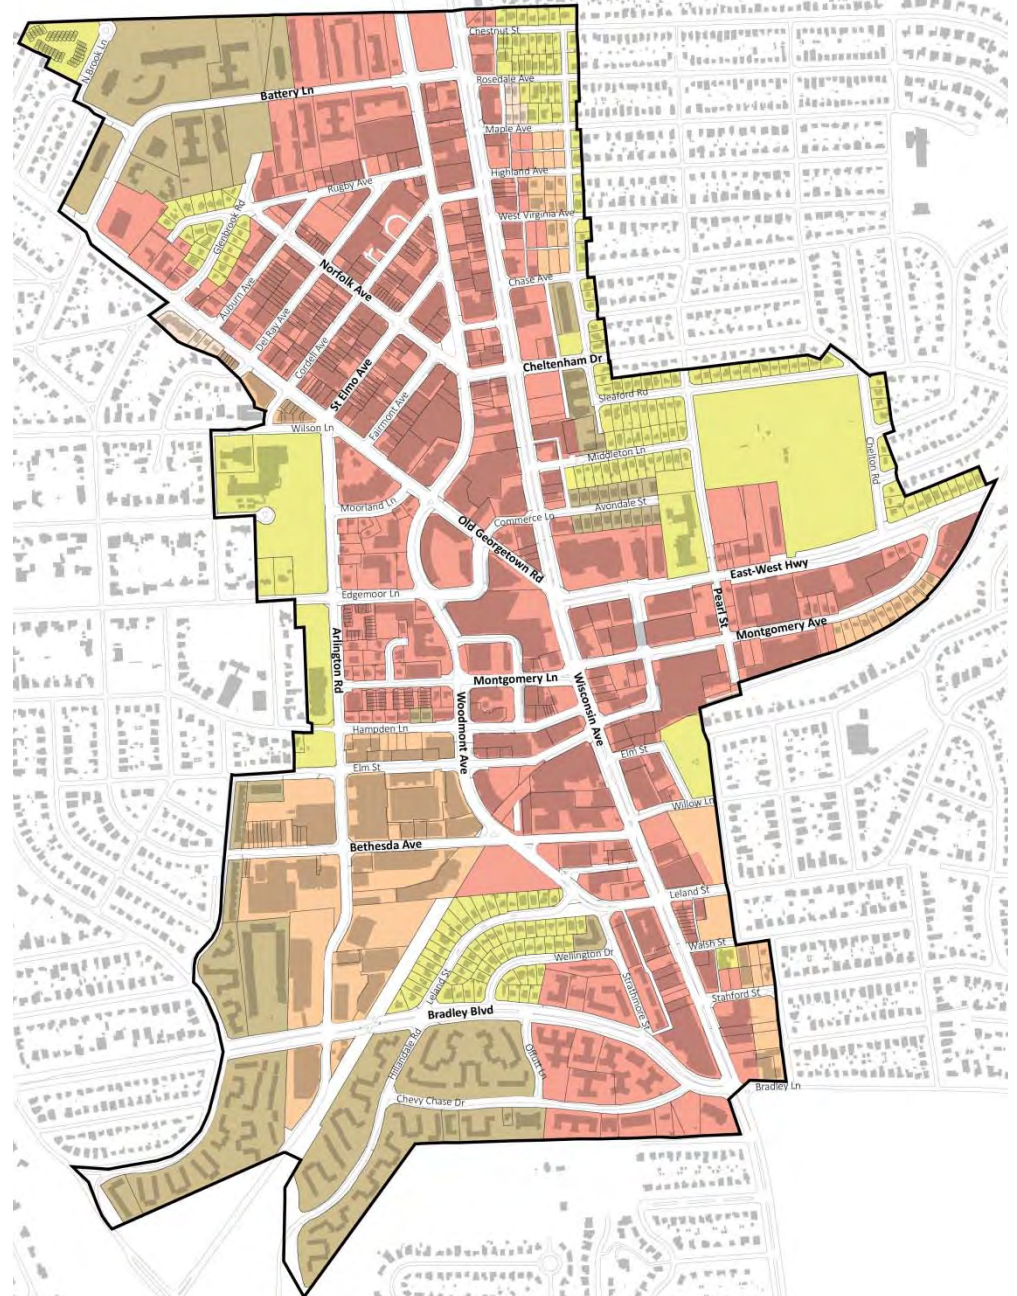 Chestnut St
N Brook Ln
Rosedale Ave
Battery Ln
Maple Ave
Highland Ave
Rugby Ave
West Virginia Ave
Glenbrook Rd
Norfolk Ave
Chase Ave
Auburn Ave
Del Ray Ave
Cordell Ave
St Elmo Ave
Cheltenham Dr
Sleaford Rd
Fairmont Ave
Wilson Ln
Middleton Ln
Chelton Rd
Moorland Ln
Avondale St
Commerce Ln
Old Georgetown Rd
East-West Hwy
Edgemoor Ln
Pearl St
Arlington Rd
Montgomery Ave
Montgomery Ln
Wisconsin Ave
Woodmont Ave
Hampden Ln
Elm St
Elm St
Willow Ln
Bethesda Ave
Leland St
Walsh St
Wellington Dr
Leland St
Strathmore St
Stanford St
Bradley Blvd
Hillandale Rd
Offutt Ln
Bradley Ln
Chevy Chase Dr